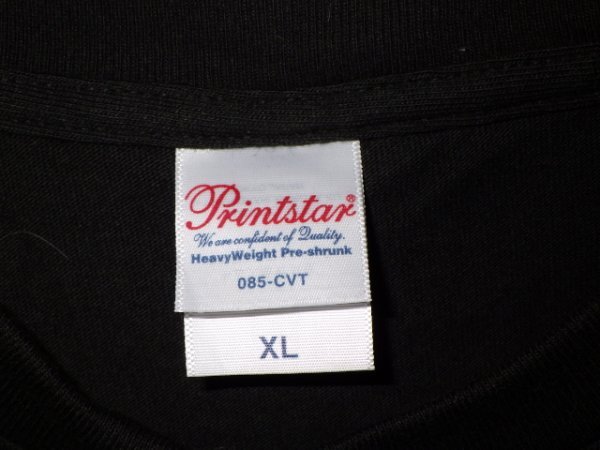 Printstar®
We are confident of Quality.
HeavyWeight Pre-shrunk
085-CVT
XL